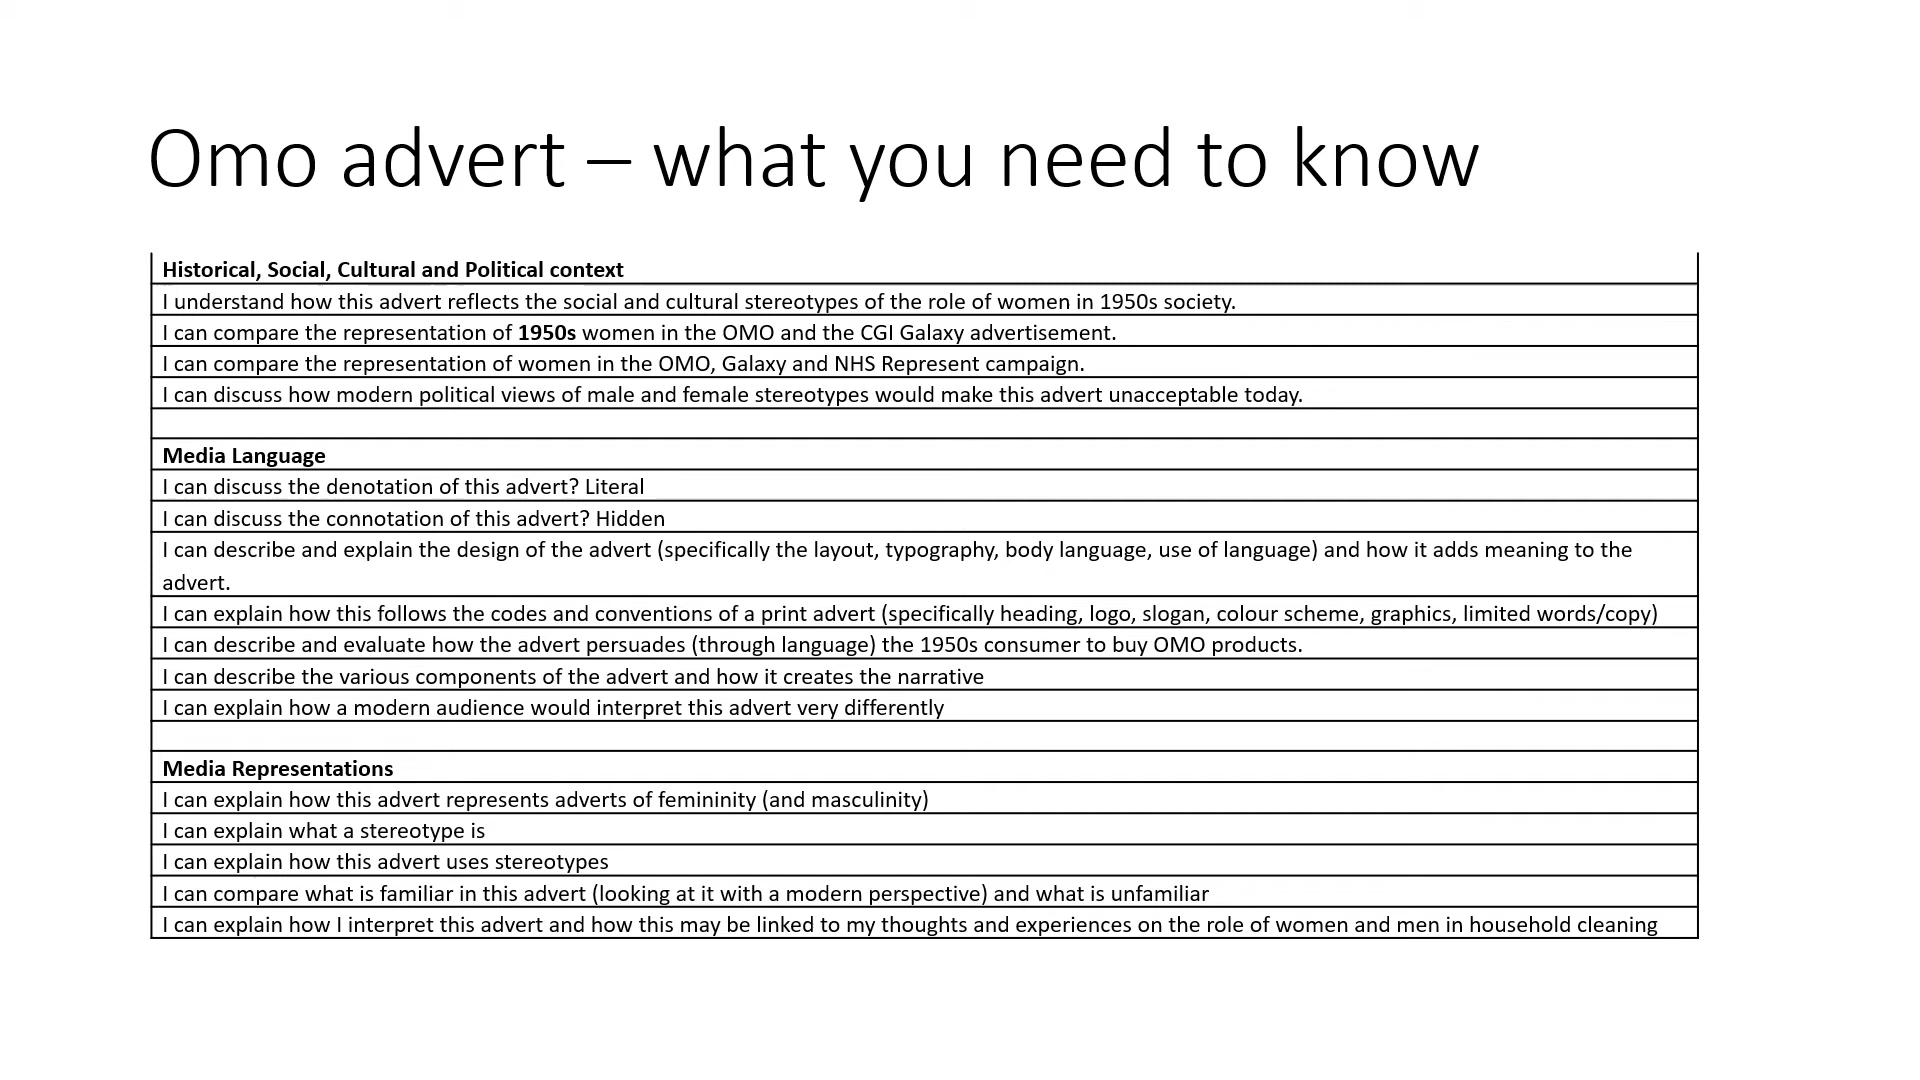 Omo advert – what you need to know
Historical, Social, Cultural and Political context
I understand how this advert reflects the social and cultural stereotypes of the role of women in 1950s society.
I can compare the representation of 1950s women in the OMO and the CGI Galaxy advertisement.
I can compare the representation of women in the OMO, Galaxy and NHS Represent campaign.
I can discuss how modern political views of male and female stereotypes would make this advert unacceptable today.
Media Language
I can discuss the denotation of this advert? Literal
I can discuss the connotation of this advert? Hidden
I can describe and explain the design of the advert (specifically the layout, typography, body language, use of language) and how it adds meaning to the
advert.
I can explain how this follows the codes and conventions of a print advert (specifically heading, logo, slogan, colour scheme, graphics, limited words/copy)
I can describe and evaluate how the advert persuades (through language) the 1950s consumer to buy OMO products.
I can describe the various components of the advert and how it creates the narrative
I can explain how a modern audience would interpret this advert very differently
Media Representations
I can explain how this advert represents adverts of femininity (and masculinity)
I can explain what a stereotype is
I can explain how this advert uses stereotypes
I can compare what is familiar in this advert (looking at it with a modern perspective) and what is unfamiliar
I can explain how I interpret this advert and how this may be linked to my thoughts and experiences on the role of women and men in household cleaning